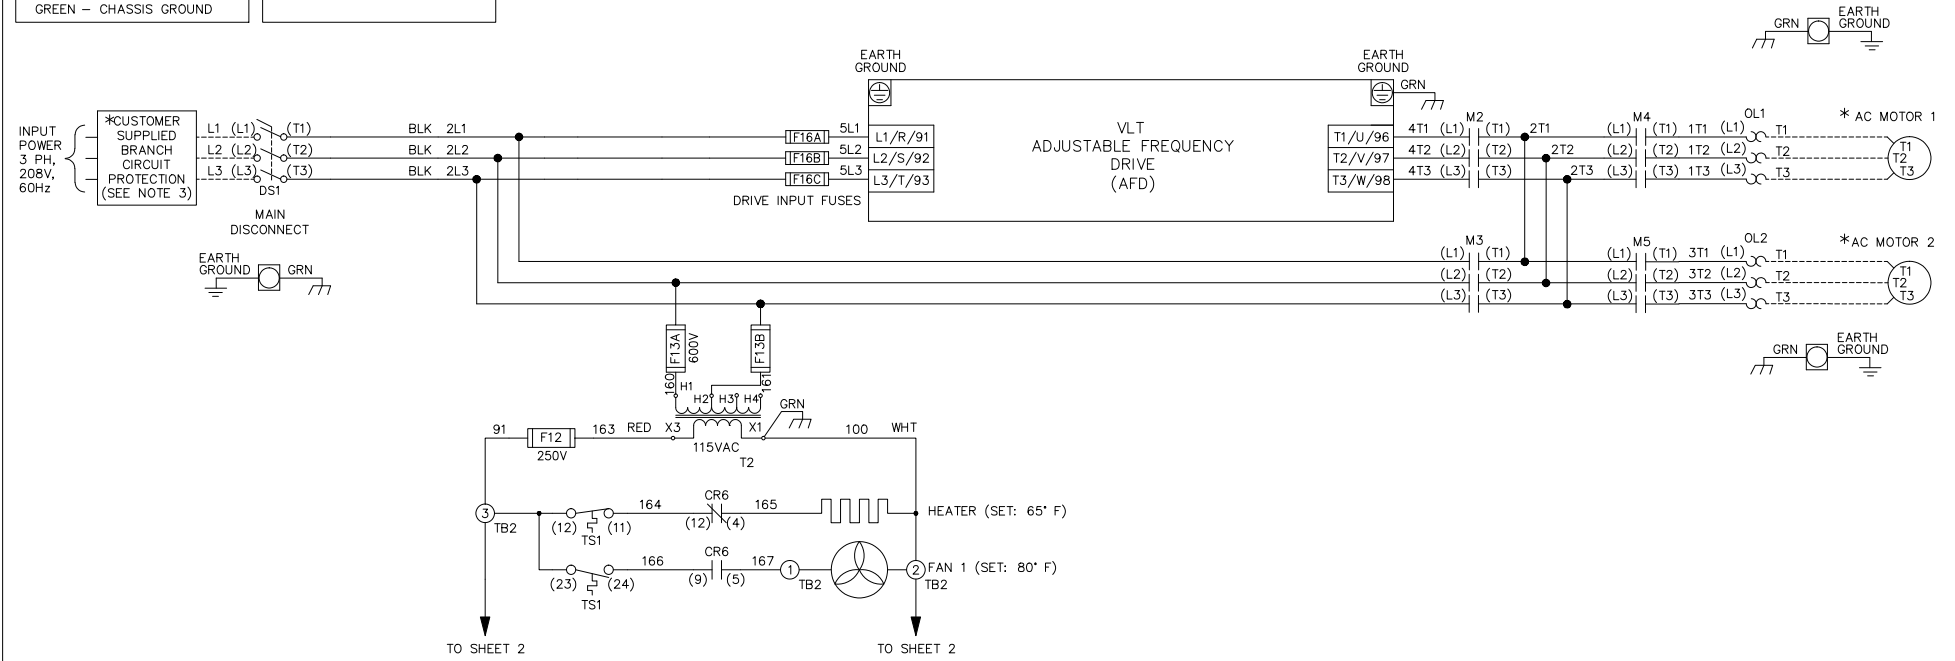 GREEN – CHASSIS GROUND
GRN
EARTH
GROUND
EARTH
GROUND
EARTH
GROUND
GRN
INPUT
POWER
3 PH,
208V,
60Hz
*CUSTOMER
SUPPLIED
BRANCH
CIRCUIT
PROTECTION
(SEE NOTE 3)
L1 (L1) (T1)
L2 (L2) (T2)
L3 (L3) (T3)
DS1
MAIN
DISCONNECT
BLK 2L1
BLK 2L2
BLK 2L3
F16A
F16B
F16C
DRIVE INPUT FUSES
5L1
5L2
5L3
L1/R/91
L2/S/92
L3/T/93
VLT
ADJUSTABLE FREQUENCY
DRIVE
(AFD)
T1/U/96
T2/V/97
T3/W/98
M2
4T1 (L1) (T1) 2T1
4T2 (L2) (T2) 2T2
4T3 (L3) (T3) 2T3
M4
(L1) (T1) 1T1 (L1)
(L2) (T2) 1T2 (L2)
(L3) (T3) 1T3 (L3)
OL1
T1
T2
T3
* AC MOTOR 1
T1
T2
T3
EARTH
GROUND
GRN
M3
(L1) (T1)
(L2) (T2)
(L3) (T3)
M5
(L1) (T1) 3T1 (L1)
(L2) (T2) 3T2 (L2)
(L3) (T3) 3T3 (L3)
OL2
T1
T2
T3
*AC MOTOR 2
T1
T2
T3
GRN
EARTH
GROUND
F13A
600V
F13B
160
161
H1
H2 H3 H4
GRN
91
F12
250V
163 RED X3
X1
100 WHT
115VAC
T2
3
TB2
(12) (11)
TS1
164
CR6
(12) (4)
165
HEATER (SET: 65° F)
(23) (24)
TS1
166
CR6
(9) (5)
167
1
TB2
2
TB2
FAN 1 (SET: 80° F)
TO SHEET 2
TO SHEET 2